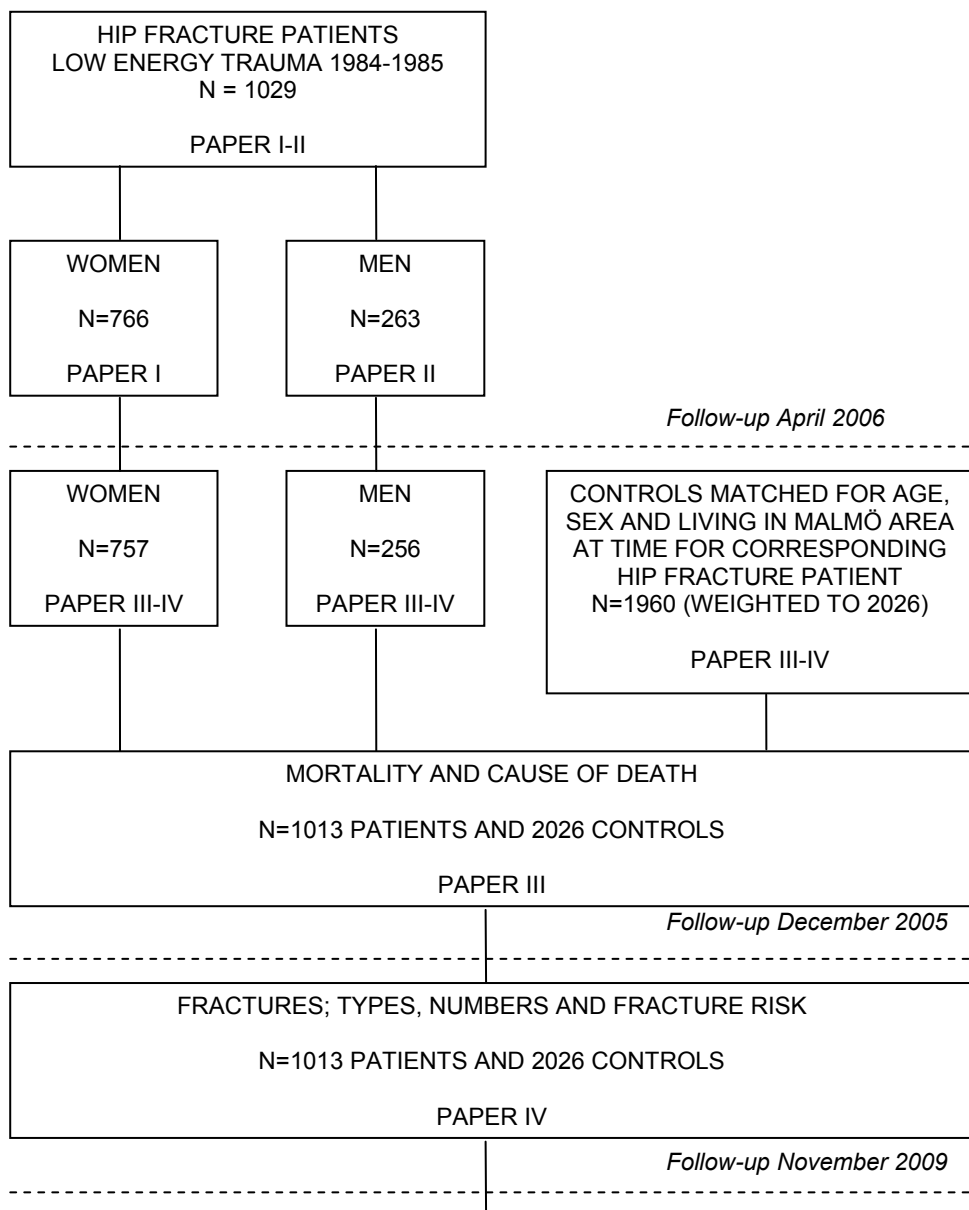 HIP FRACTURE PATIENTS
LOW ENERGY TRAUMA 1984-1985
N = 1029
PAPER I-II
WOMEN
N=766
PAPER I
MEN
N=263
PAPER II
Follow-up April 2006
WOMEN
N=757
PAPER III-IV
MEN
N=256
PAPER III-IV
CONTROLS MATCHED FOR AGE,
SEX AND LIVING IN MALMÖ AREA
AT TIME FOR CORRESPONDING
HIP FRACTURE PATIENT
N=1960 (WEIGHTED TO 2026)
PAPER III-IV
MORTALITY AND CAUSE OF DEATH
N=1013 PATIENTS AND 2026 CONTROLS
PAPER III
Follow-up December 2005
FRACTURES; TYPES, NUMBERS AND FRACTURE RISK
N=1013 PATIENTS AND 2026 CONTROLS
PAPER IV
Follow-up November 2009